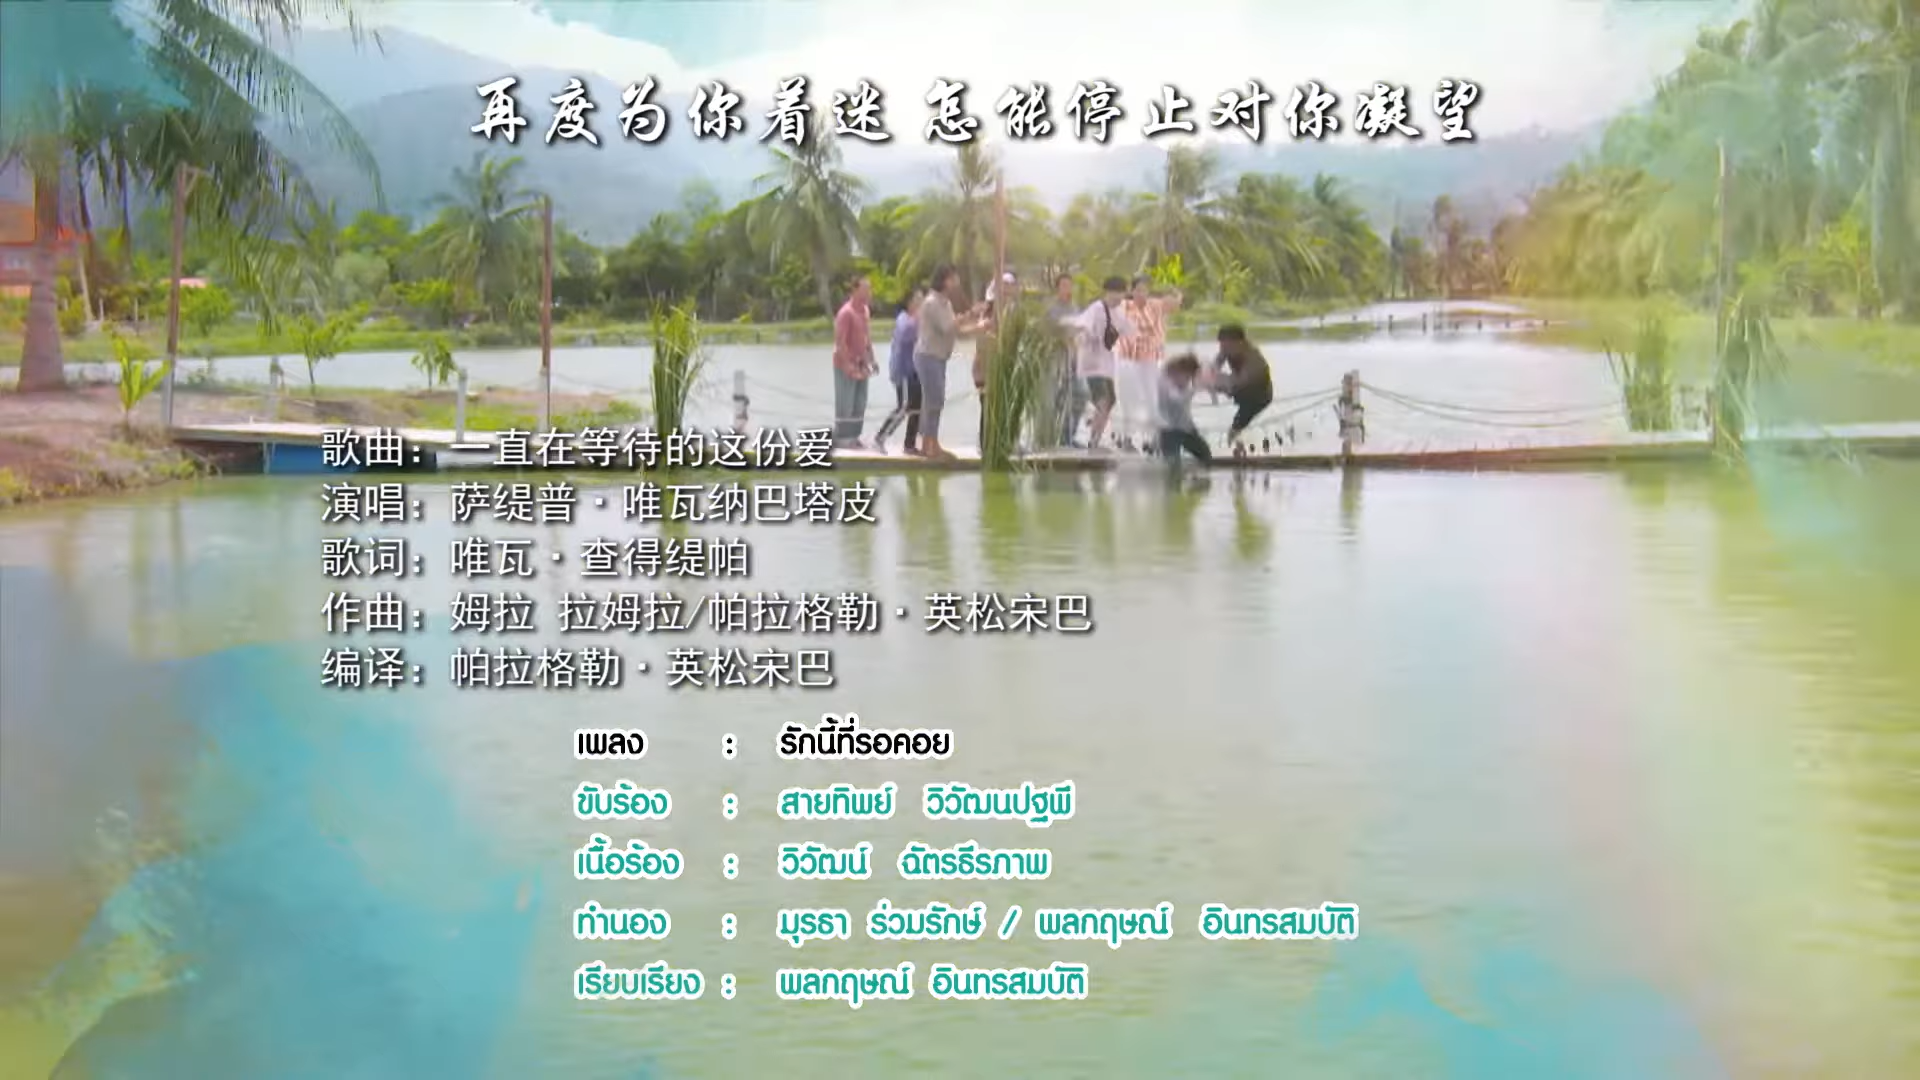 再度为你着迷 怎能停止对你凝望
歌曲：一直在等待的这份爱
演唱：萨缇普·唯瓦纳巴塔皮
歌词：唯瓦·查得缇帕
作曲：姆拉 拉姆拉/帕拉格勒·英松宋巴
编译：帕拉格勒·英松宋巴
เพลง : รักนี้ที่รอคอย
ขับร้อง : สายทิพย์ วิวัฒนปฐพี
เนื้อร้อง : วิวัฒน์ ฉัตรธีรภาพ
ทำนอง : มุรธา ร่วมรักษ์ / พลกฤษณ์ อินทรสมบัติ
เรียบเรียง : พลกฤษณ์ อินทรสมบัติ